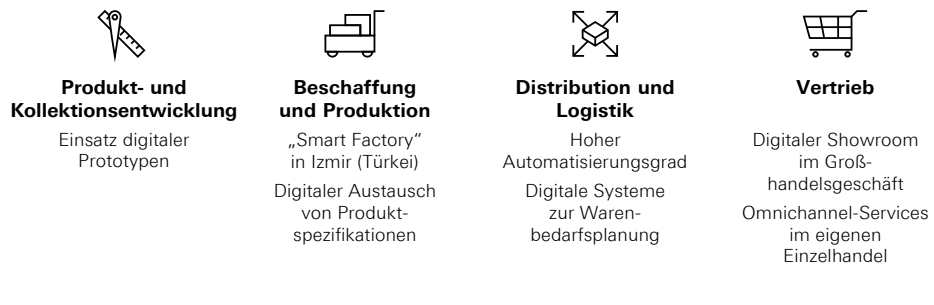 Produkt- und
Kollektionsentwicklung
Einsatz digitaler
Prototypen
Beschaffung
und Produktion
„Smart Factory“
in Izmir (Türkei)
Digitaler Austausch
von Produkt-
spezifikationen
Distribution und
Logistik
Hoher
Automatisierungsgrad
Digitale Systeme
zur Waren-
bedarfsplanung
Vertrieb
Digitaler Showroom
im Groß-
handelsgeschäft
Omnichannel-Services
im eigenen
Einzelhandel